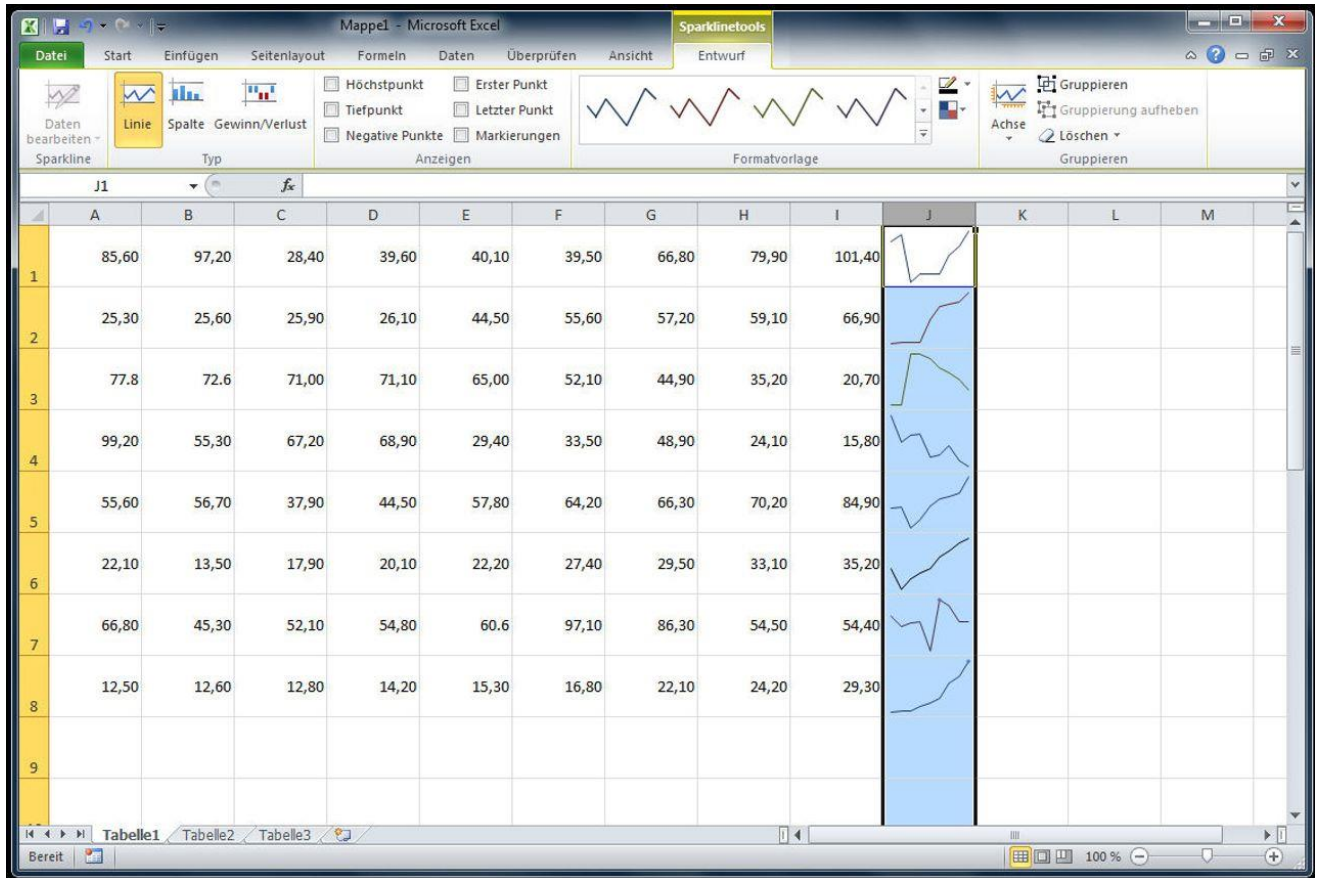 Mappe1 - Microsoft Excel
Sparklinetools
Datei Start Einfügen Seitenlayout Formeln Daten Überprüfen Ansicht Entwurf
Daten bearbeiten
Linie Spalte Gewinn/Verlust
Höchstpunkt Erster Punkt
Tiefpunkt Letzter Punkt
Negative Punkte Markierungen
Achse
Gruppieren
Gruppierung aufheben
Löschen
Sparkline Typ Anzeigen Formatvorlage Gruppieren
J1 fx
A B C D E F G H I J K L M
1 85,60 97,20 28,40 39,60 40,10 39,50 66,80 79,90 101,40
2 25,30 25,60 25,90 26,10 44,50 55,60 57,20 59,10 66,90
3 77.8 72.6 71,00 71,10 65,00 52,10 44,90 35,20 20,70
4 99,20 55,30 67,20 68,90 29,40 33,50 48,90 24,10 15,80
5 55,60 56,70 37,90 44,50 57,80 64,20 66,30 70,20 84,90
6 22,10 13,50 17,90 20,10 22,20 27,40 29,50 33,10 35,20
7 66,80 45,30 52,10 54,80 60.6 97,10 86,30 54,50 54,40
8 12,50 12,60 12,80 14,20 15,30 16,80 22,10 24,20 29,30
9
Tabelle1 Tabelle2 Tabelle3
Bereit 100 %